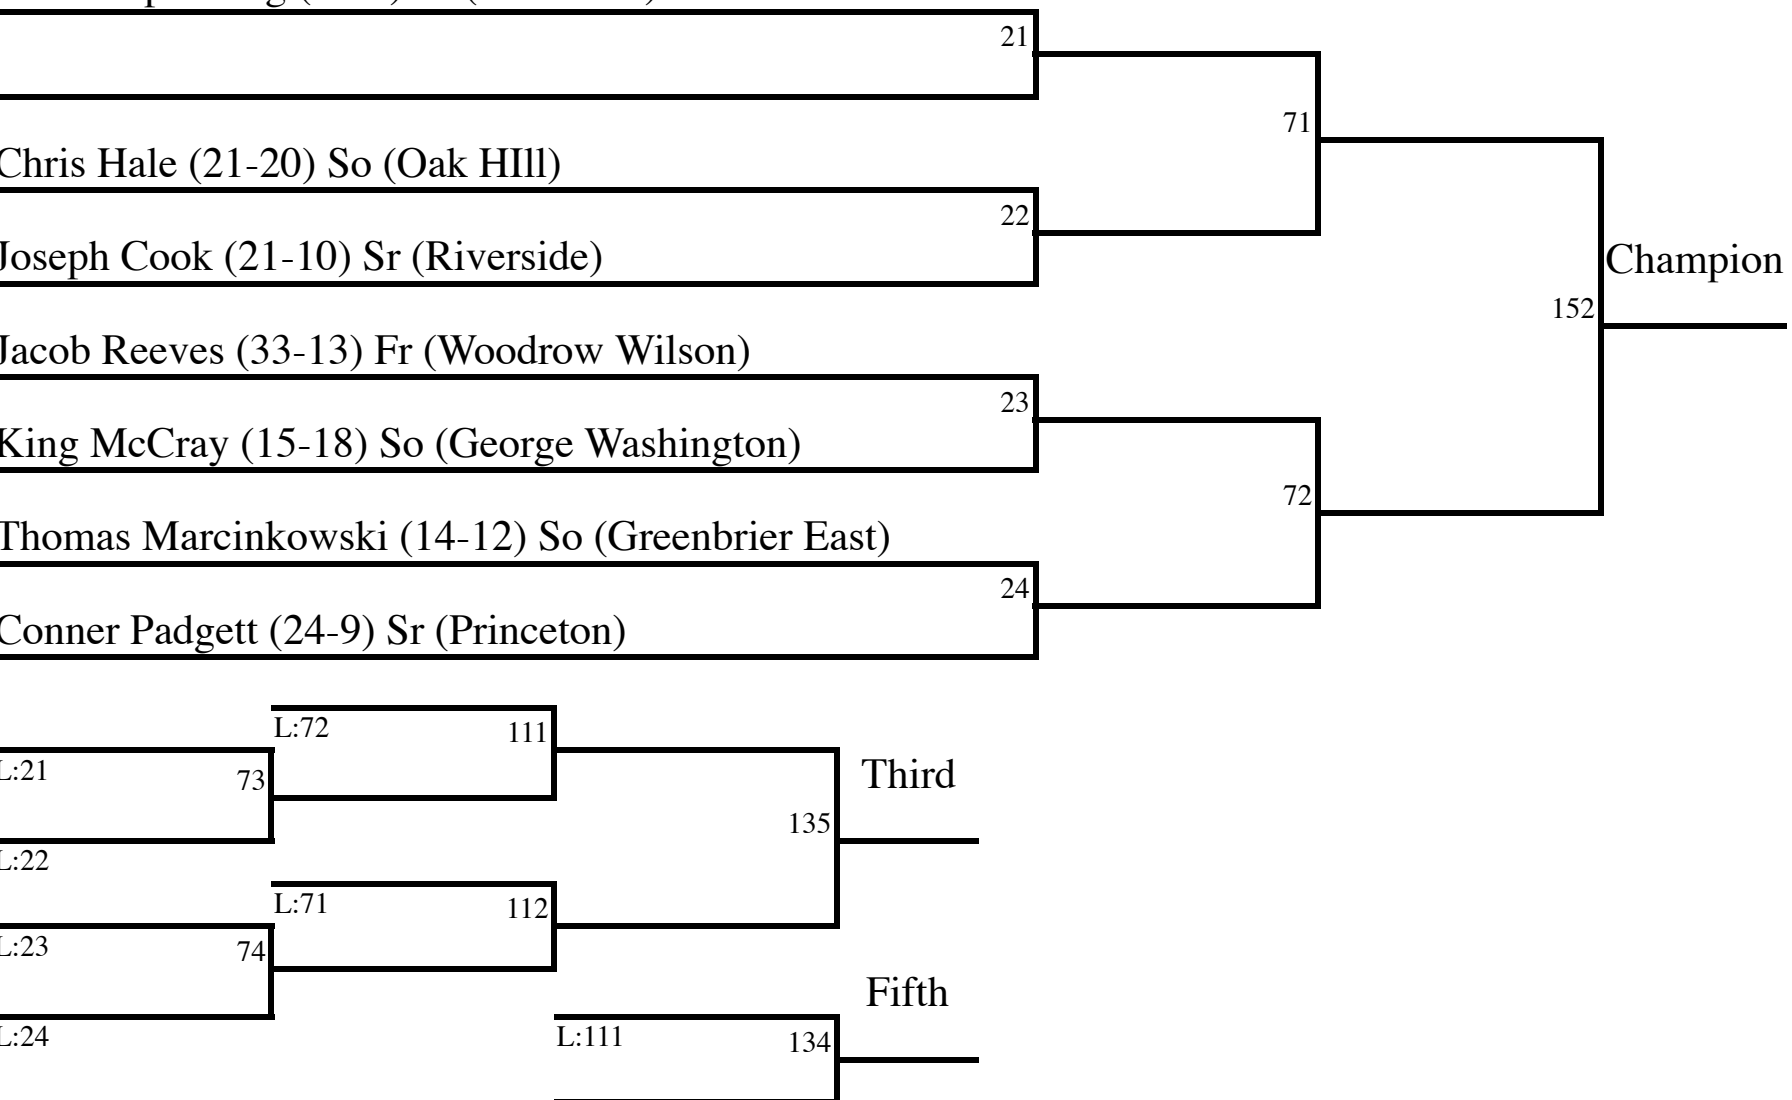 21
71
Chris Hale (21-20) So (Oak HIll)
22
Joseph Cook (21-10) Sr (Riverside)
Champion
152
Jacob Reeves (33-13) Fr (Woodrow Wilson)
23
King McCray (15-18) So (George Washington)
72
Thomas Marcinkowski (14-12) So (Greenbrier East)
24
Conner Padgett (24-9) Sr (Princeton)
L:72
111
L:21
73
Third
135
L:22
L:71
112
L:23
74
Fifth
L:24
L:111
134